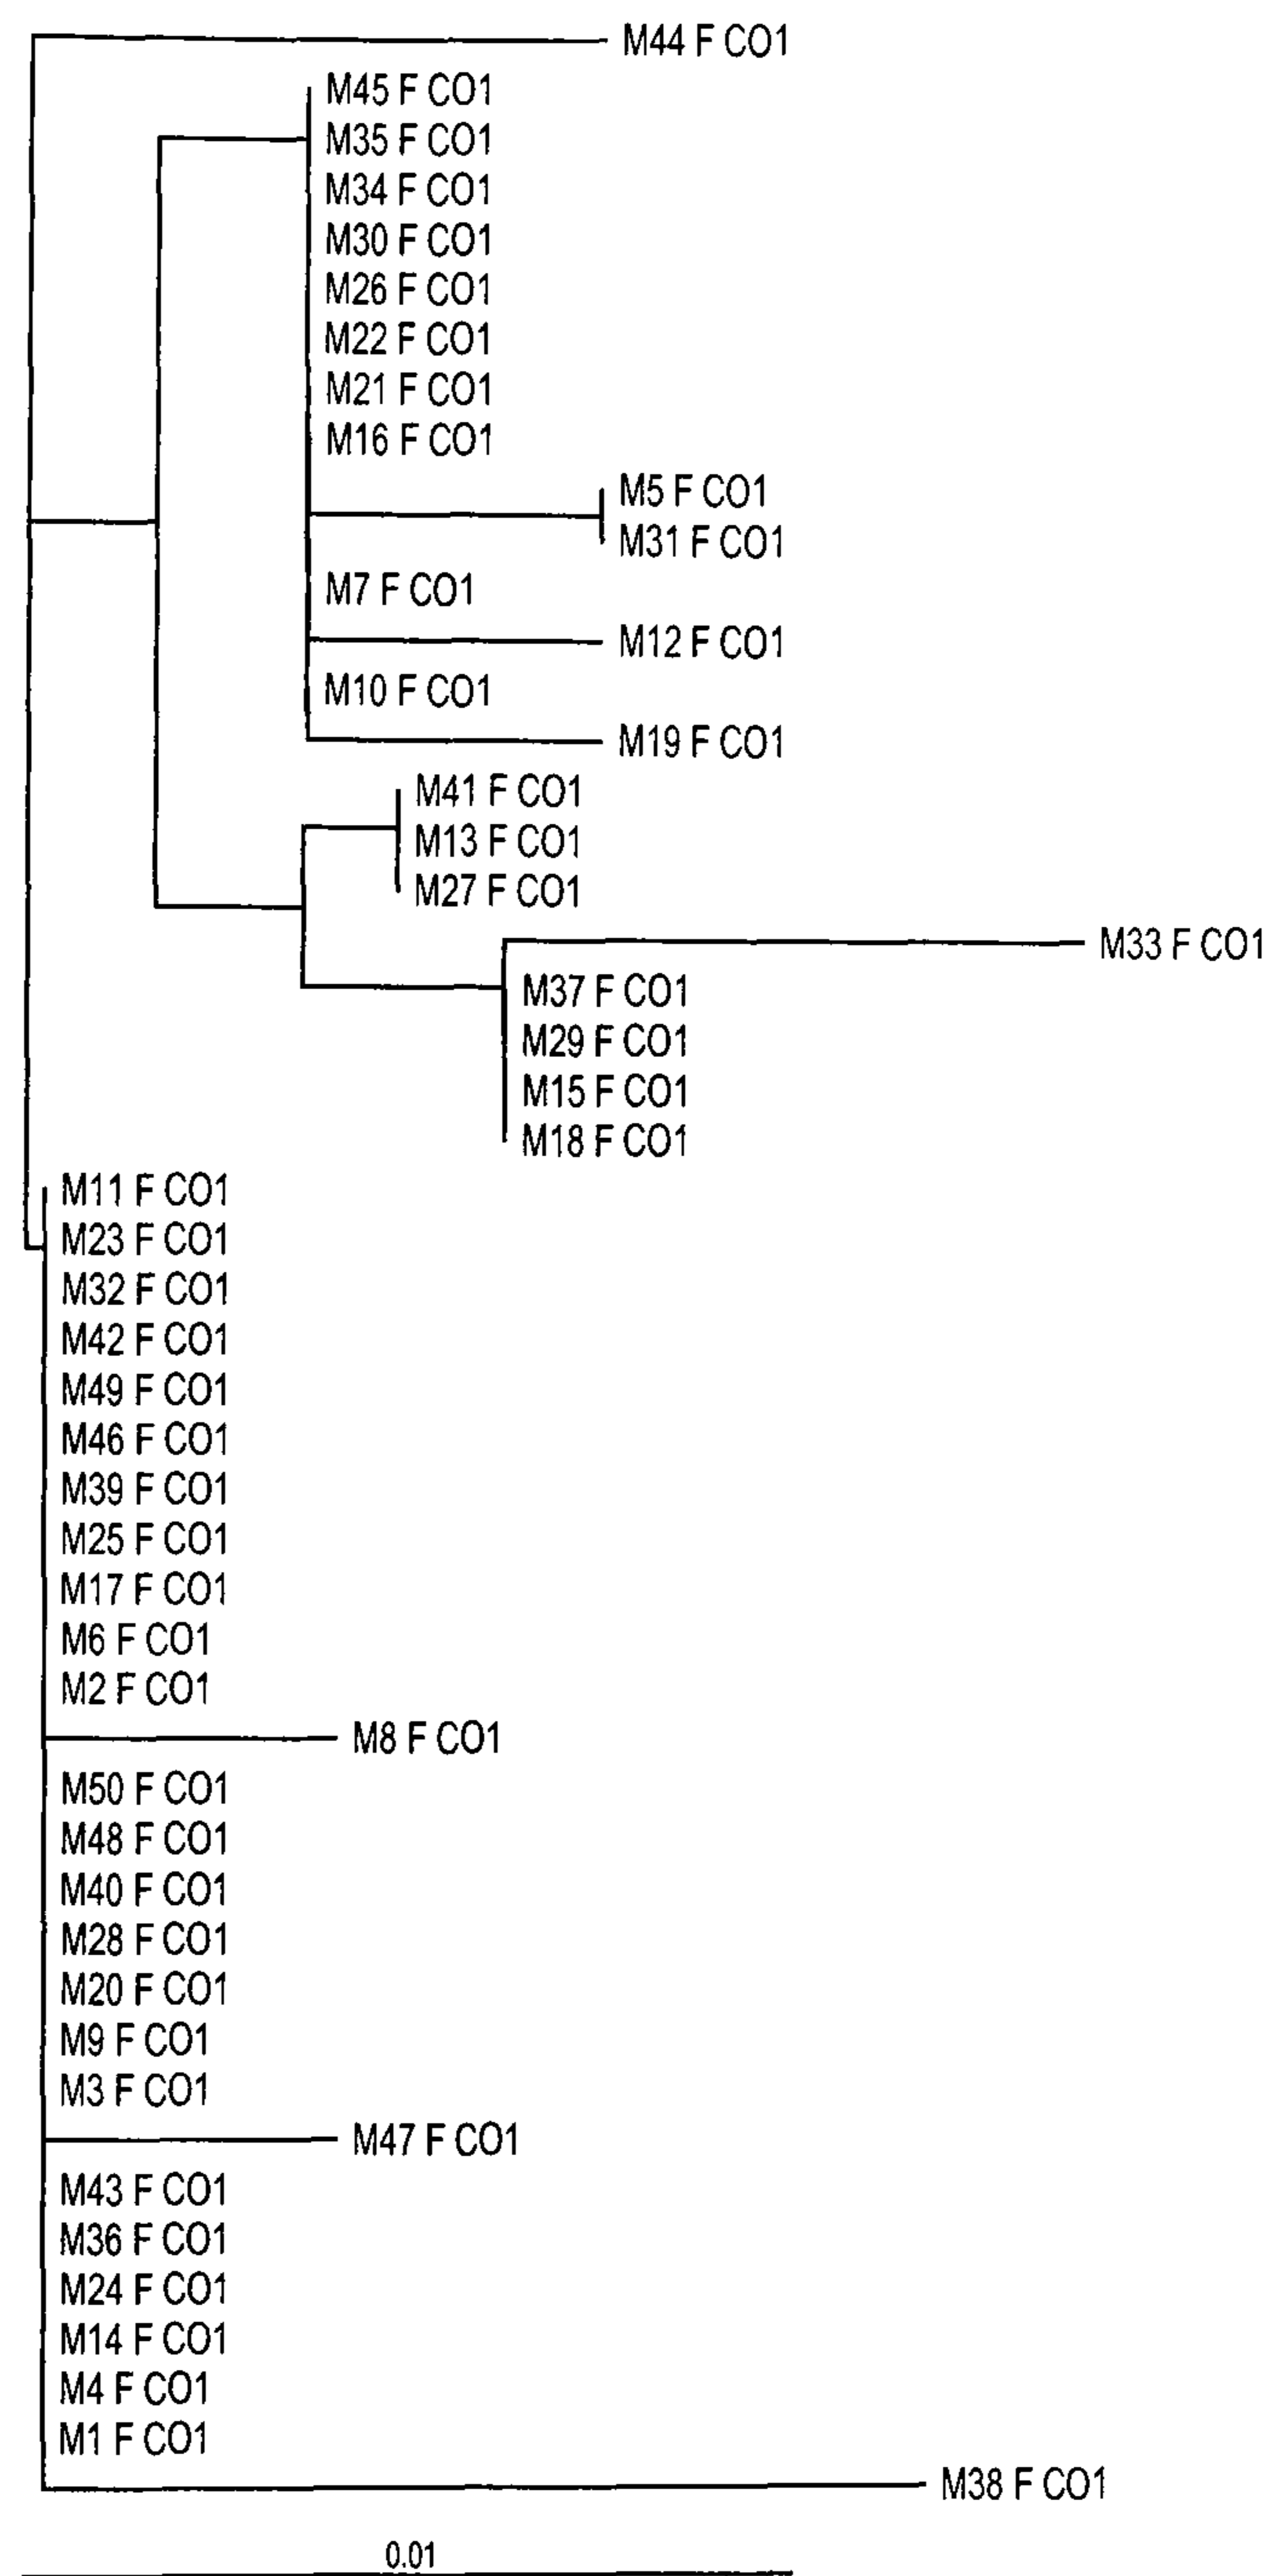 M44 F CO1
M45 F CO1
M35 F CO1
M34 F CO1
M30 F CO1
M26 F CO1
M22 F CO1
M21 F CO1
M16 F CO1
M5 F CO1
M31 F CO1
M7 F CO1
M12 F CO1
M10 F CO1
M19 F CO1
M41 F CO1
M13 F CO1
M27 F CO1
M33 F CO1
M37 F CO1
M29 F CO1
M15 F CO1
M18 F CO1
M11 F CO1
M23 F CO1
M32 F CO1
M42 F CO1
M49 F CO1
M46 F CO1
M39 F CO1
M25 F CO1
M17 F CO1
M6 F CO1
M2 F CO1
M8 F CO1
M50 F CO1
M48 F CO1
M40 F CO1
M28 F CO1
M20 F CO1
M9 F CO1
M3 F CO1
M47 F CO1
M43 F CO1
M36 F CO1
M24 F CO1
M14 F CO1
M4 F CO1
M1 F CO1
M38 F CO1
0.01